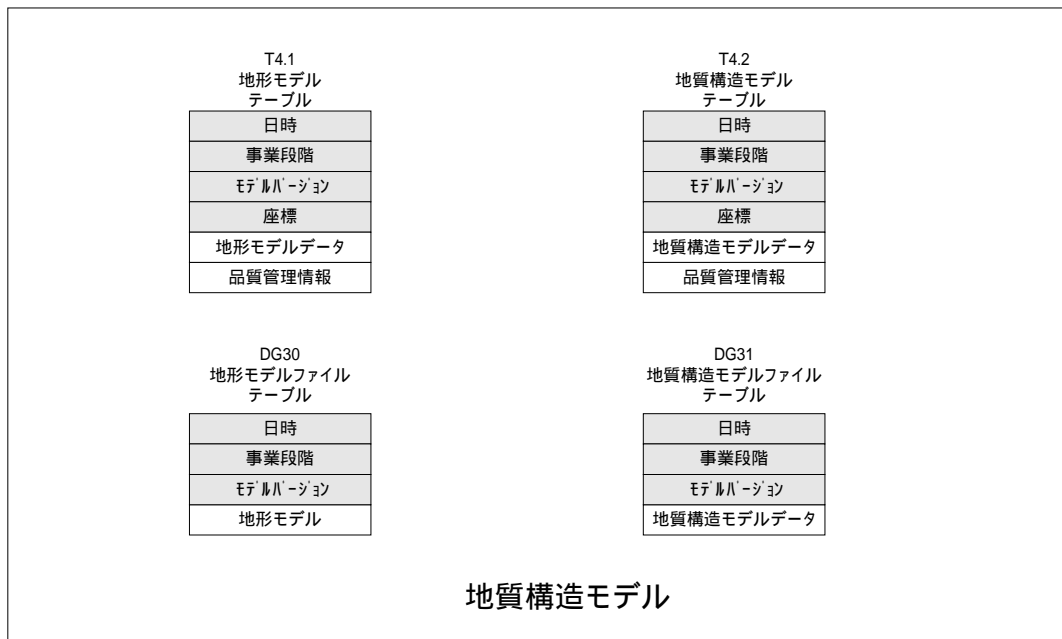 T4.1
地形モデル
テーブル
日時
事業段階
ﾓﾃﾞﾙﾊﾞｰｼﾞｮﾝ
座標
地形モデルデータ
品質管理情報
T4.2
地質構造モデル
テーブル
日時
事業段階
ﾓﾃﾞﾙﾊﾞｰｼﾞｮﾝ
座標
地質構造モデルデータ
品質管理情報
DG30
地形モデルファイル
テーブル
日時
事業段階
ﾓﾃﾞﾙﾊﾞｰｼﾞｮﾝ
地形モデル
DG31
地質構造モデルファイル
テーブル
日時
事業段階
ﾓﾃﾞﾙﾊﾞｰｼﾞｮﾝ
地質構造モデルデータ
地質構造モデル